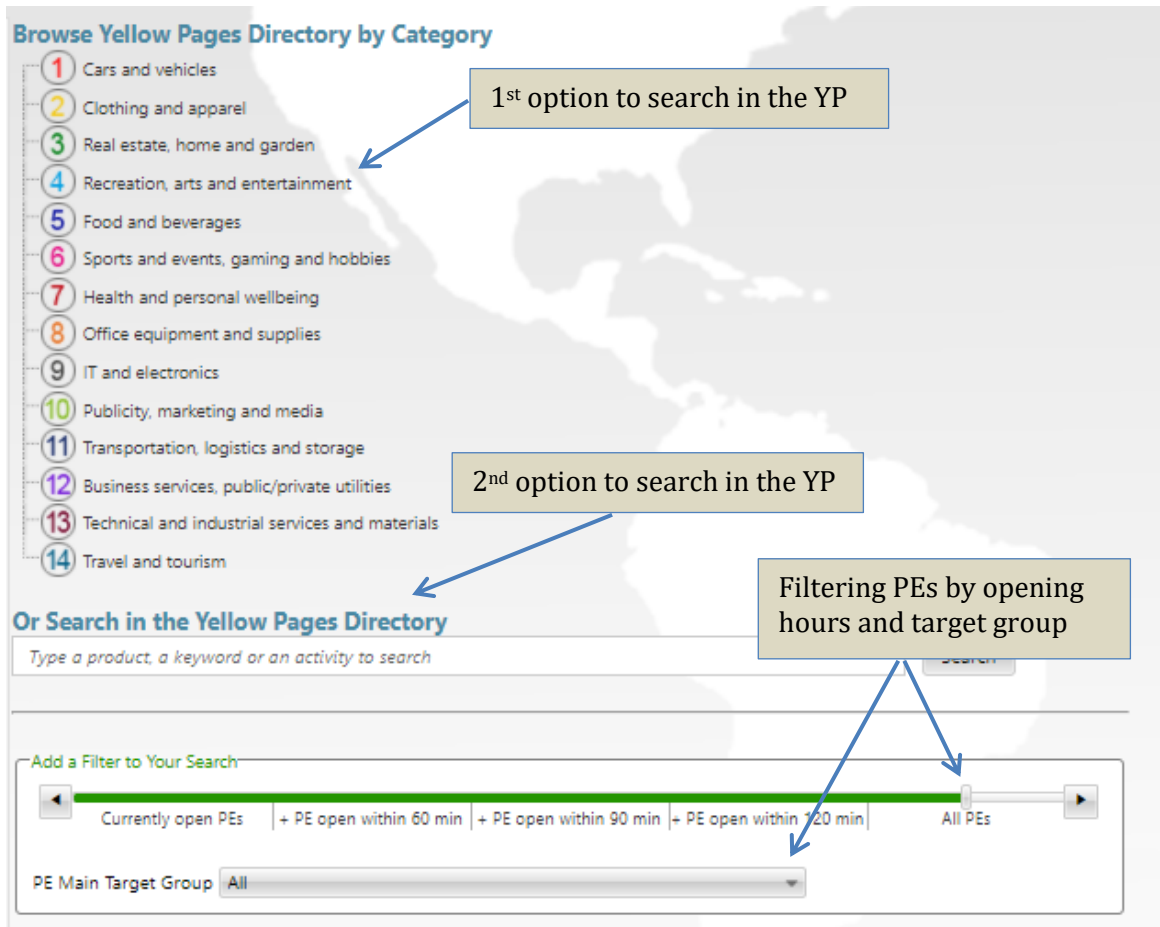 Browse Yellow Pages Directory by Category
1 Cars and vehicles
1st option to search in the YP
2 Clothing and apparel
3 Real estate, home and garden
4 Recreation, arts and entertainment
5 Food and beverages
6 Sports and events, gaming and hobbies
7 Health and personal wellbeing
8 Office equipment and supplies
9 IT and electronics
10 Publicity, marketing and media
11 Transportation, logistics and storage
2nd option to search in the YP
12 Business services, public/private utilities
13 Technical and industrial services and materials
14 Travel and tourism
Filtering PEs by opening
hours and target group
Or Search in the Yellow Pages Directory
Type a product, a keyword or an activity to search
Search
Add a Filter to Your Search
Currently open PEs + PE open within 60 min + PE open within 90 min + PE open within 120 min All PEs
PE Main Target Group All